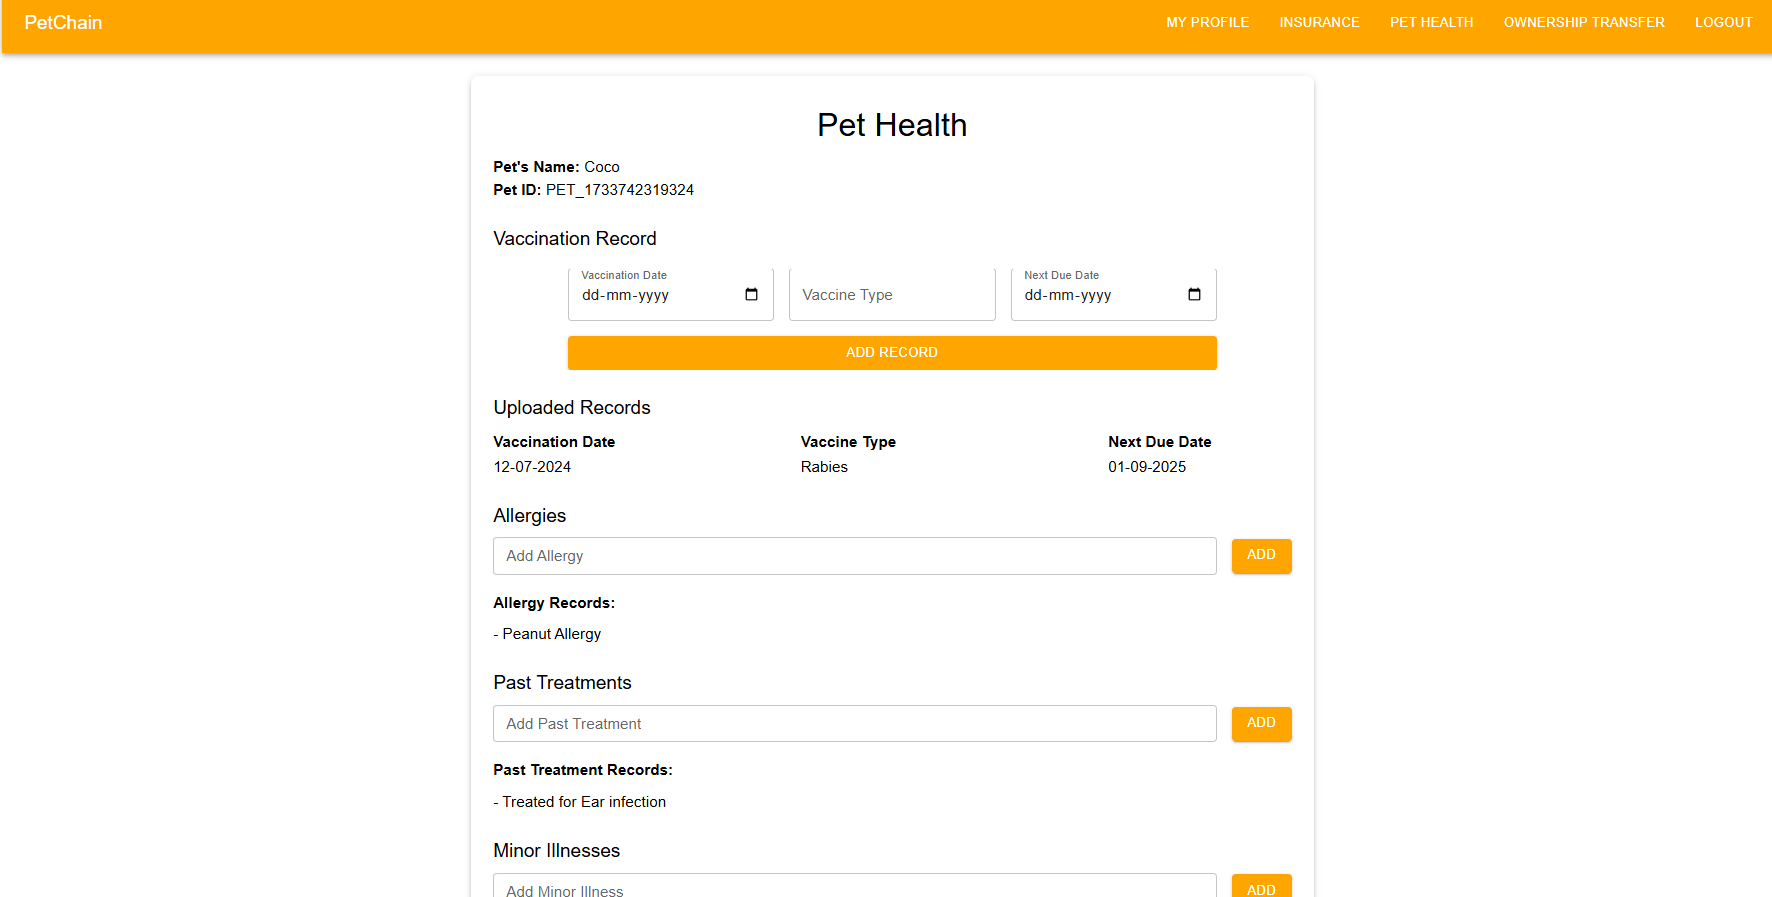 PetChain
MY PROFILE INSURANCE PET HEALTH OWNERSHIP TRANSFER LOGOUT
Pet Health
Pet's Name: Coco
Pet ID: PET_1733742319324
Vaccination Record
Vaccination Date
dd-mm-yyyy
Vaccine Type
Next Due Date
dd-mm-yyyy
ADD RECORD
Uploaded Records
Vaccination Date Vaccine Type Next Due Date
12-07-2024 Rabies 01-09-2025
Allergies
Add Allergy ADD
Allergy Records:
- Peanut Allergy
Past Treatments
Add Past Treatment ADD
Past Treatment Records:
- Treated for Ear infection
Minor Illnesses
Add Minor Illness ADD